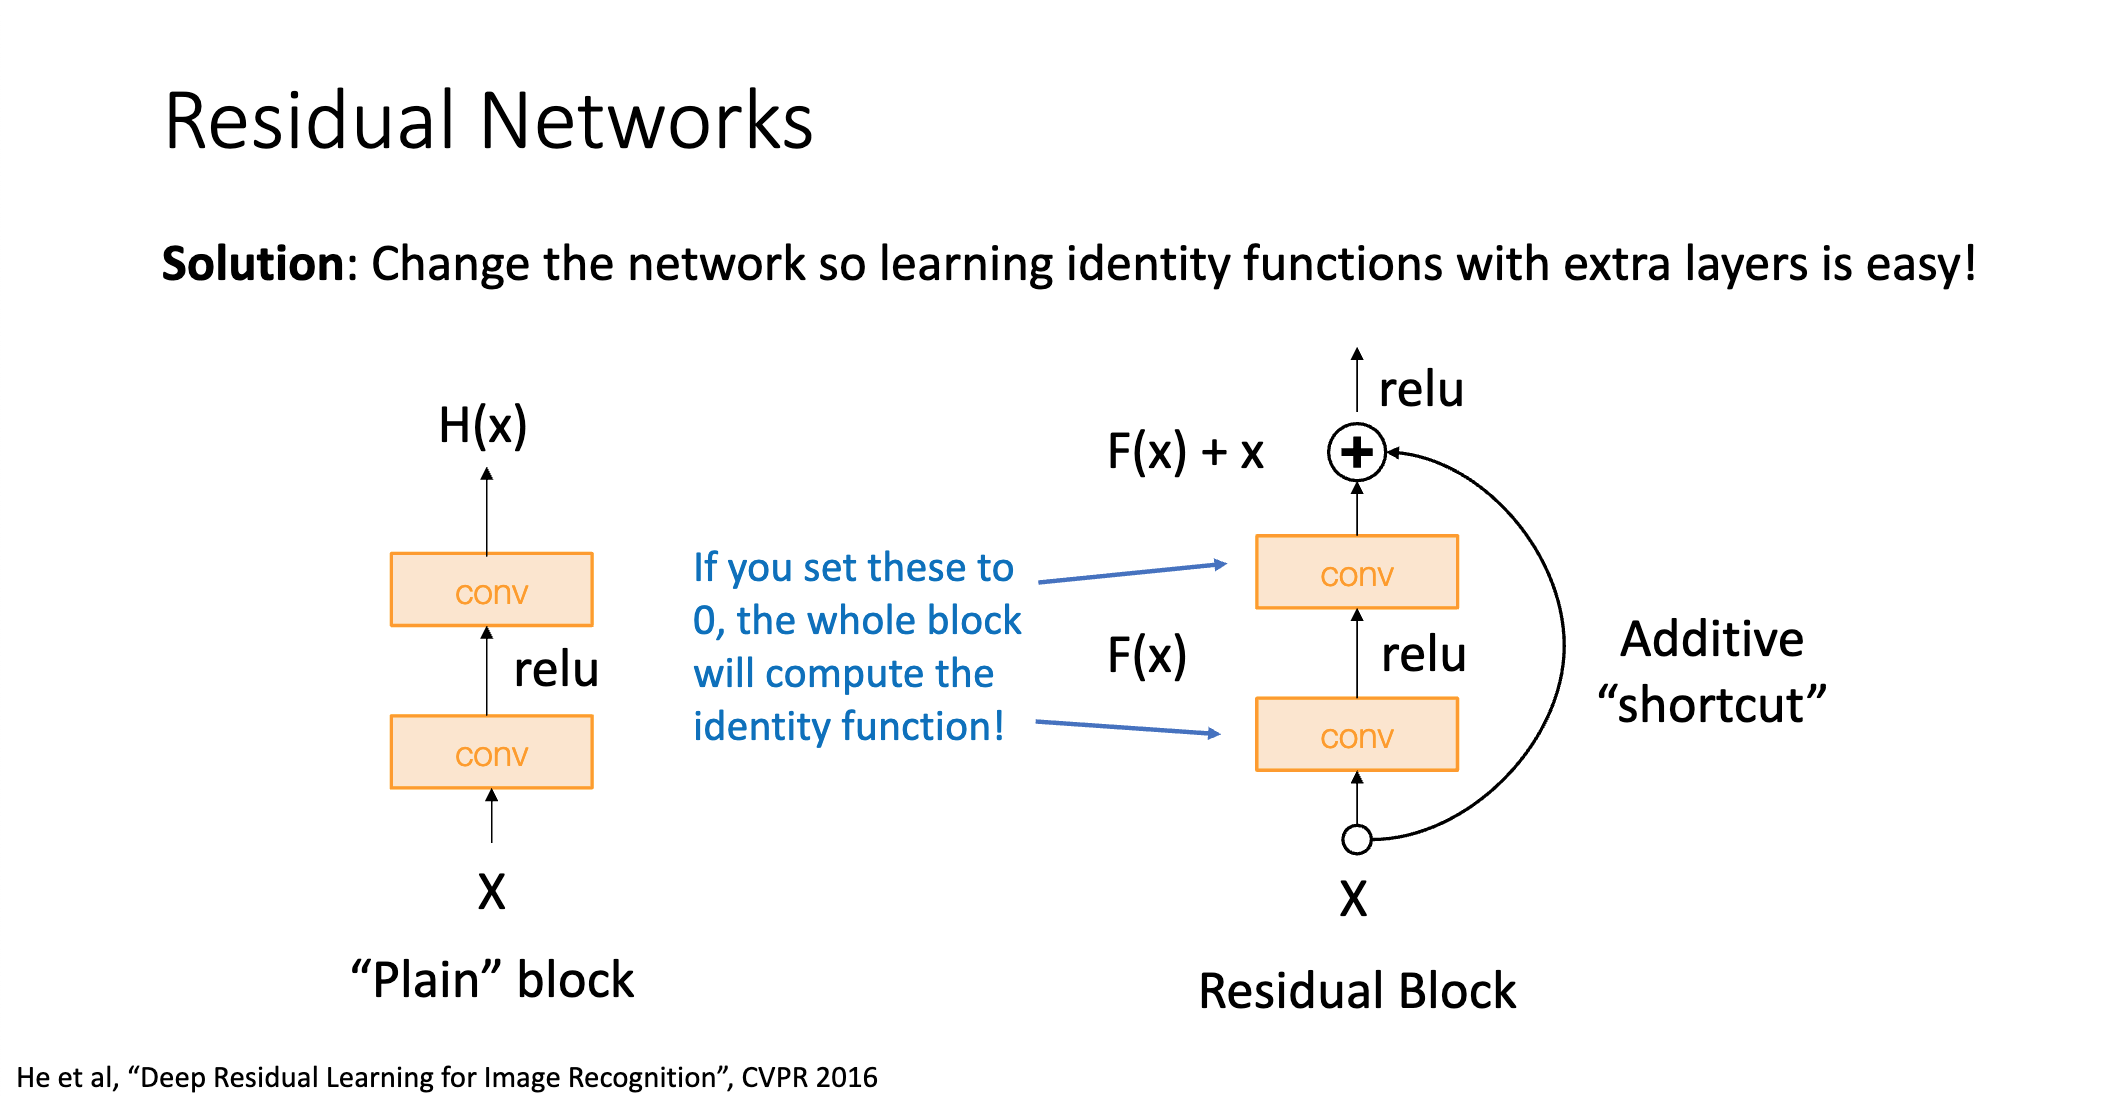 Residual Networks
Solution: Change the network so learning identity functions with extra layers is easy!
H(x)
conv
relu
conv
X
“Plain” block
If you set these to
0, the whole block
will compute the
identity function!
relu
F(x) + x
+
conv
F(x)
relu
conv
X
Residual Block
Additive
“shortcut”
He et al, “Deep Residual Learning for Image Recognition”, CVPR 2016